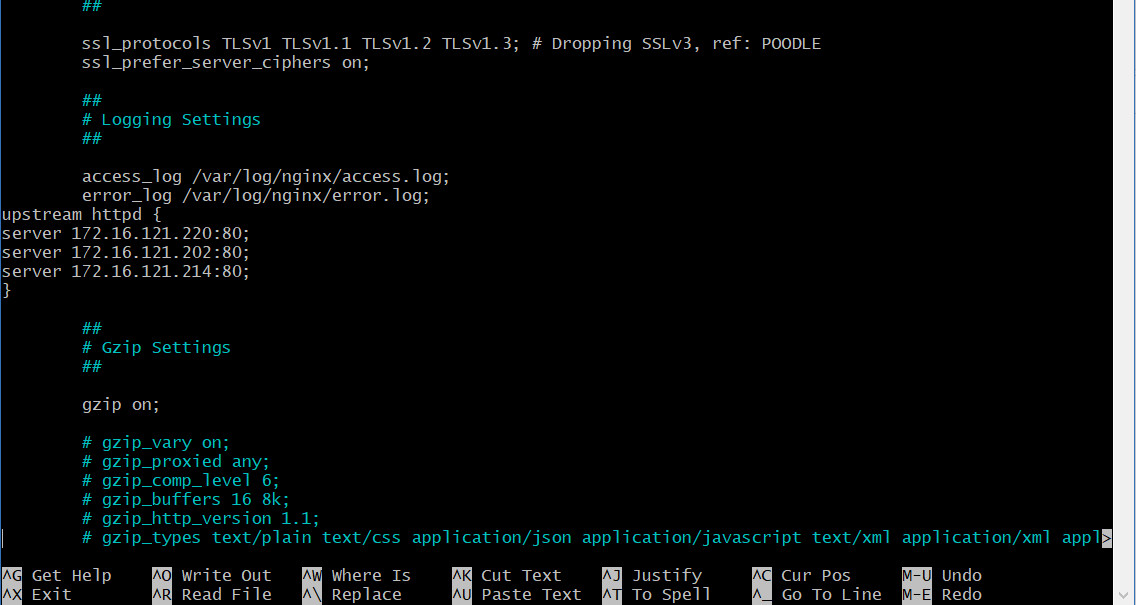 ##
ssl_protocols TLSv1 TLSv1.1 TLSv1.2 TLSv1.3; # Dropping SSLv3, ref: POODLE
ssl_prefer_server_ciphers on;
##
# Logging Settings
##
access_log /var/log/nginx/access.log;
error_log /var/log/nginx/error.log;
upstream httpd {
server 172.16.121.220:80;
server 172.16.121.202:80;
server 172.16.121.214:80;
}
##
# Gzip Settings
##
gzip on;
# gzip_vary on;
# gzip_proxied any;
# gzip_comp_level 6;
# gzip_buffers 16 8k;
# gzip_http_version 1.1;
# gzip_types text/plain text/css application/json application/javascript text/xml application/xml appl>
^G Get Help ^O Write Out ^W Where Is ^K Cut Text ^J Justify ^C Cur Pos M-U Undo
^X Exit ^R Read File ^\ Replace ^U Paste Text ^T To Spell ^_ Go To Line M-E Redo